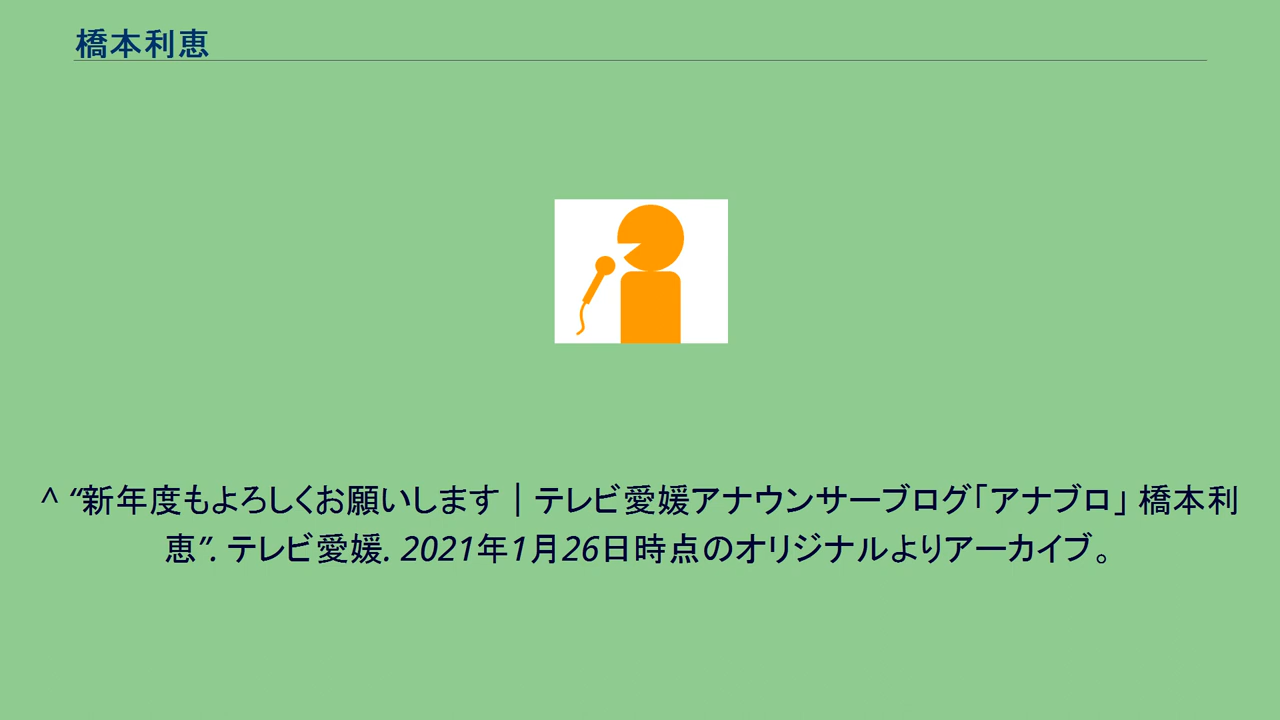 橋本利恵
^ “新年度もよろしくお願いします｜テレビ愛媛アナウンサーブログ「アナブロ」 橋本利
恵”. テレビ愛媛. 2021年1月26日時点のオリジナルよりアーカイブ。